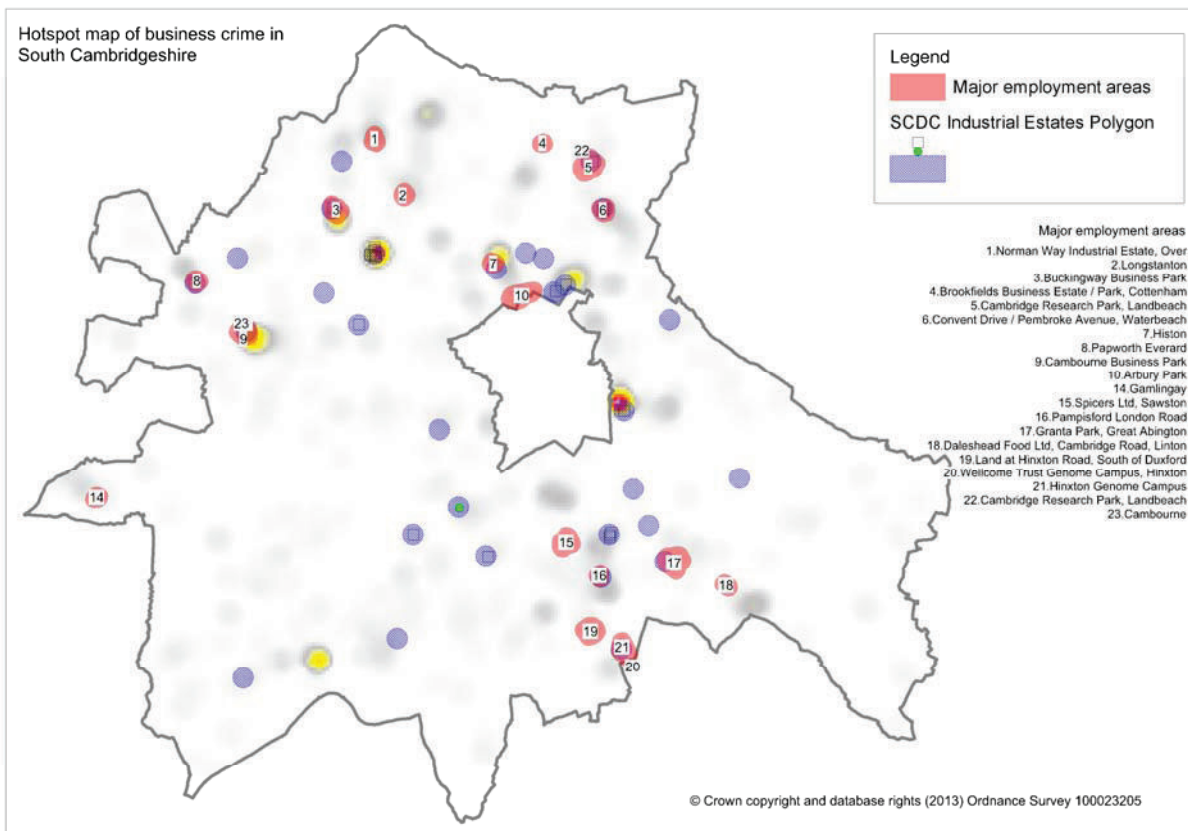 Hotspot map of business crime in
South Cambridgeshire
Legend
Major employment areas
SCDC Industrial Estates Polygon
Major employment areas
1.Norman Way Industrial Estate, Over
2.Longstanton
3.Buckingway Business Park
4.Brookfields Business Estate / Park, Cottenham
5.Cambridge Research Park, Landbeach
6.Convent Drive / Pembroke Avenue, Waterbeach
7.Histon
8.Papworth Everard
9.Cambourne Business Park
10.Arbury Park
14.Gamlingay
15.Spicers Ltd, Sawston
16.Pampisford London Road
17.Granta Park, Great Abington
18.Daleshead Food Ltd, Cambridge Road, Linton
19.Land at Hinxton Road, South of Duxford
20.Wellcome Trust Genome Campus, Hinxton
21.Hinxton Genome Campus
22.Cambridge Research Park, Landbeach
23.Cambourne
1
4
22
5
2
3
6
7
8
10
23
9
14
15
16
17
18
19
21
20
© Crown copyright and database rights (2013) Ordnance Survey 100023205